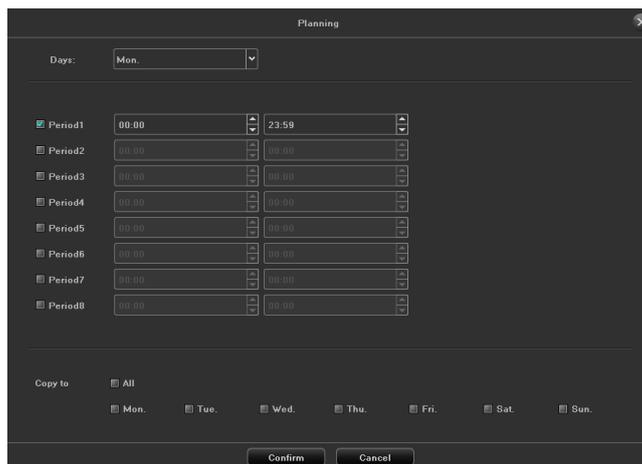 Planning
Days: Mon.
Period1 00:00 23:59
Period2 00:00 00:00
Period3 00:00 00:00
Period4 00:00 00:00
Period5 00:00 00:00
Period6 00:00 00:00
Period7 00:00 00:00
Period8 00:00 00:00
Copy to All
Mon. Tue. Wed. Thu. Fri. Sat. Sun.
Confirm Cancel